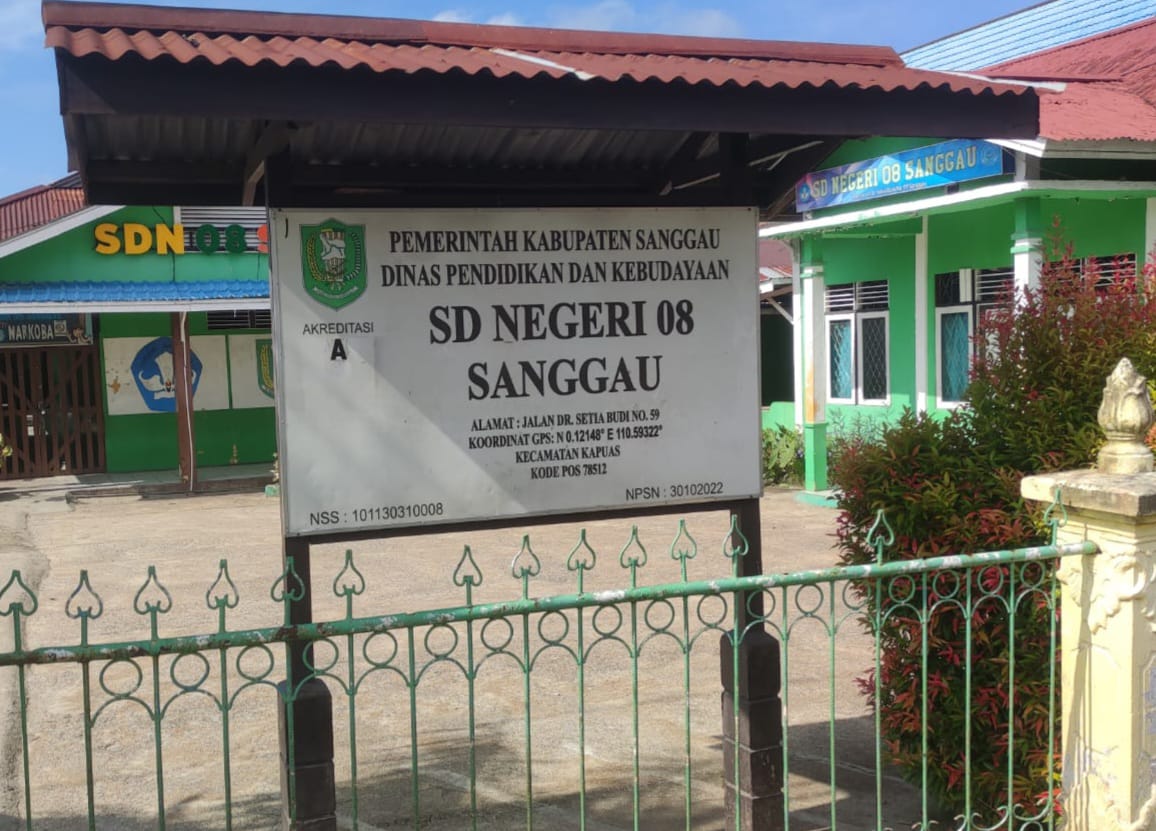 PEMERINTAH KABUPATEN SANGGAU
DINAS PENDIDIKAN DAN KEBUDAYAAN
SD NEGERI 08
SANGGAU
AKREDITASI
A
ALAMAT : JALAN DR. SETIA BUDI NO. 59
KOORDINAT GPS: N 0.12148° E 110.59322°
KECAMATAN KAPUAS
KODE POS 78512
NSS : 101130310008
NPSN : 30102022
SD NEGERI 08 SANGGAU
SDN 08 S
NARKOBA